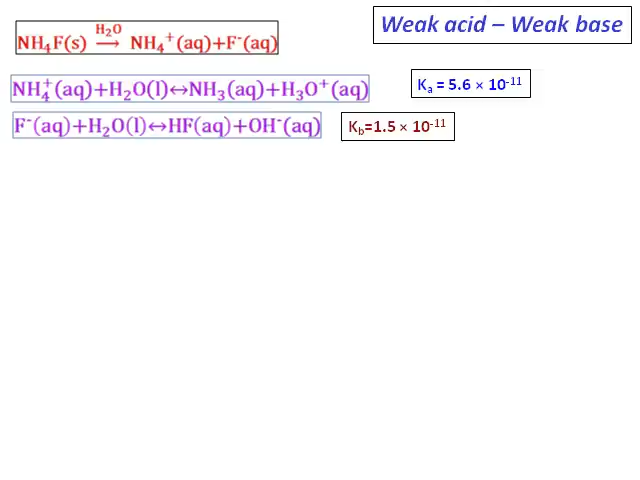 Weak acid – Weak base
NH₄F(s) —H₂O→ NH₄⁺(aq)+F⁻(aq)
NH₄⁺(aq)+H₂O(l)↔NH₃(aq)+H₃O⁺(aq)
Kₐ = 5.6 × 10⁻¹¹
F⁻(aq)+H₂O(l)↔HF(aq)+OH⁻(aq)
K_b=1.5 × 10⁻¹¹